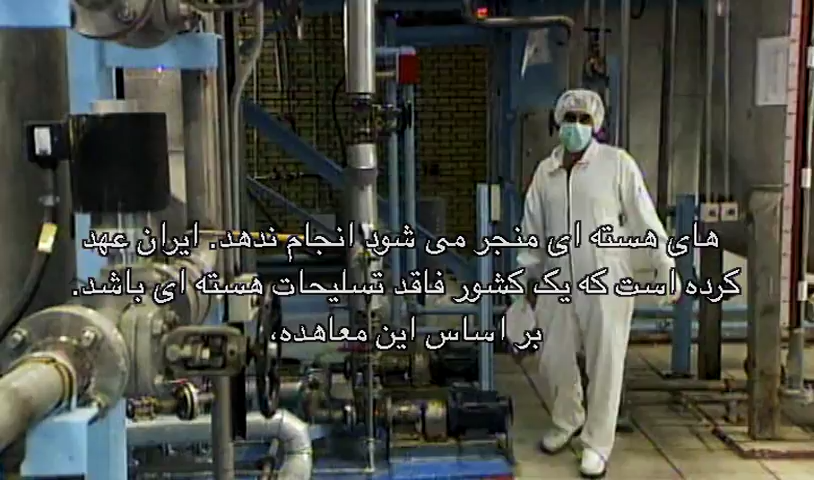 های هسته ای منجر می شود انجام ندهد. ایران عهد
کرده است که یک کشور فاقد تسلیحات هسته ای باشد.
بر اساس این معاهده،